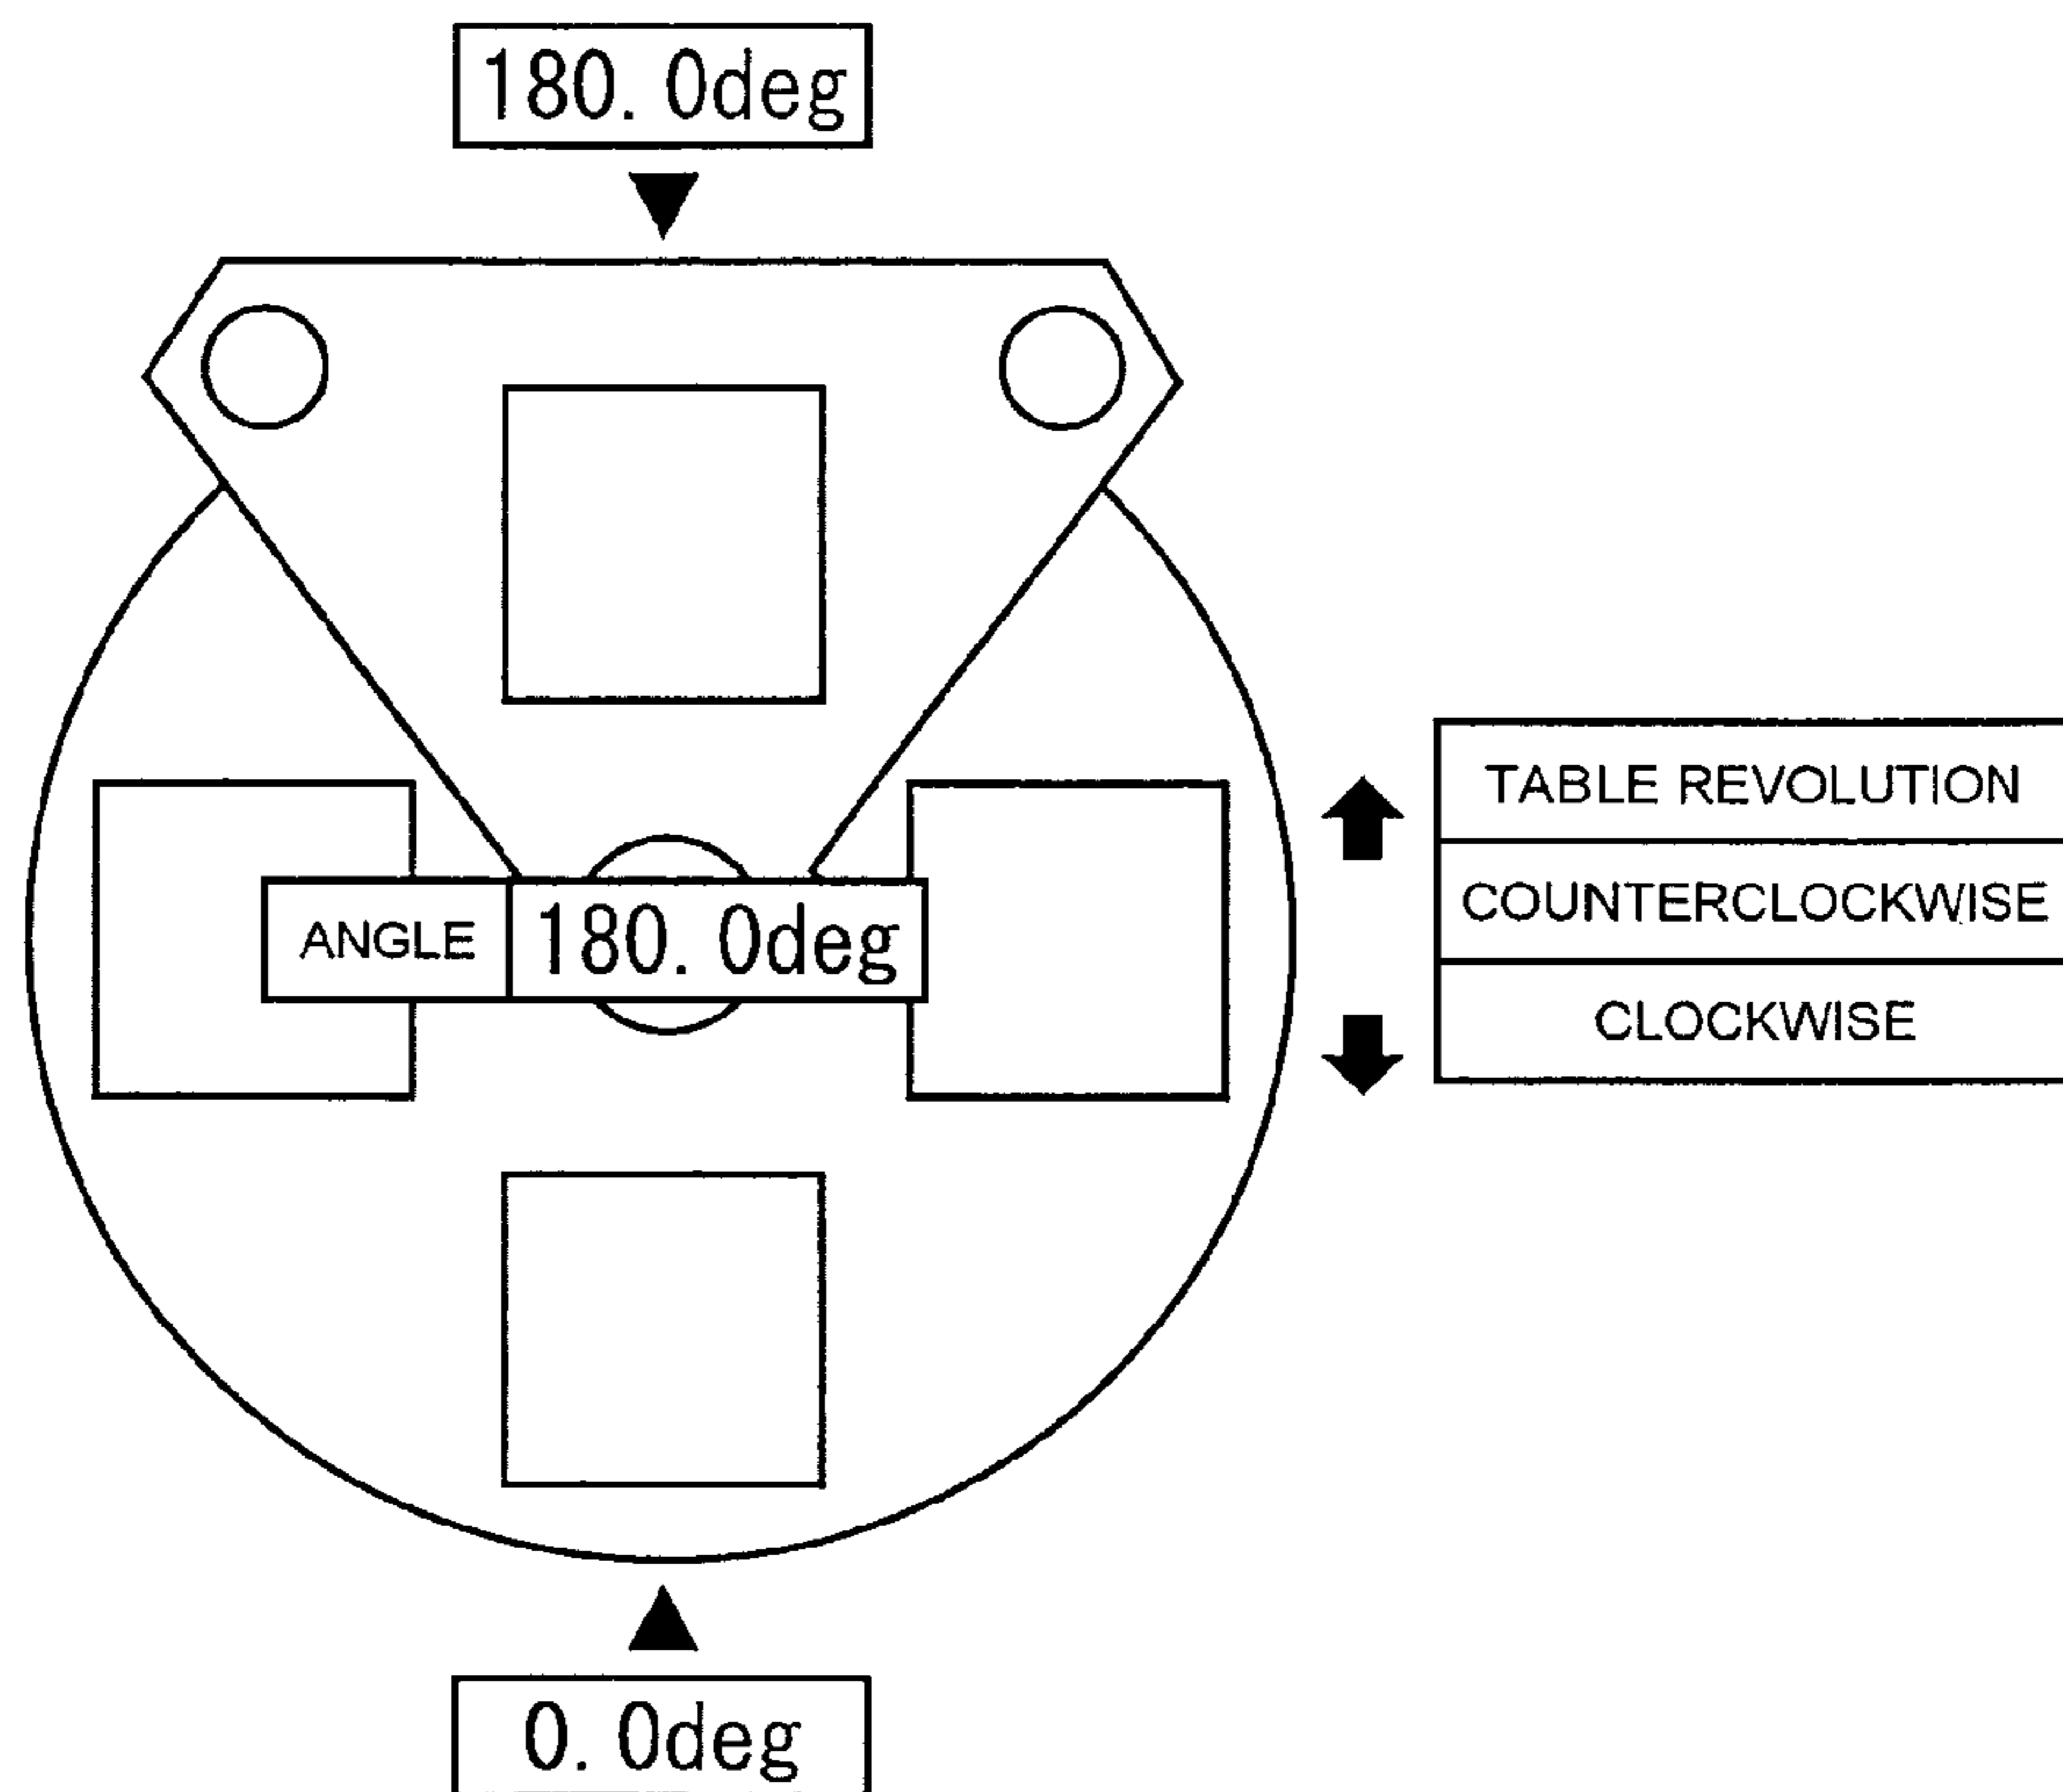 180.0deg
TABLE REVOLUTION
COUNTERCLOCKWISE
ANGLE 180.0deg
CLOCKWISE
0.0deg